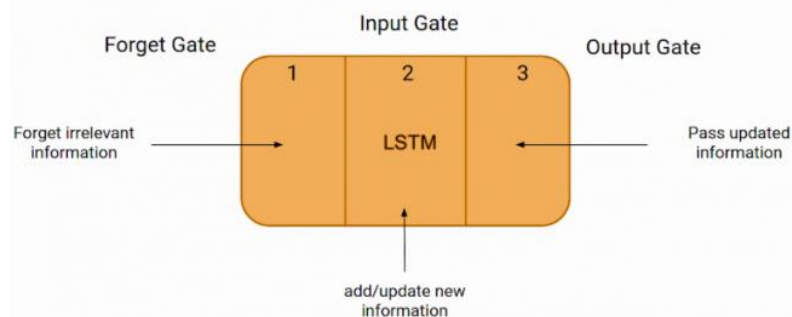 Input Gate
Forget Gate
Output Gate
1
2
3
Forget irrelevant
information
LSTM
Pass updated
information
add/update new
information